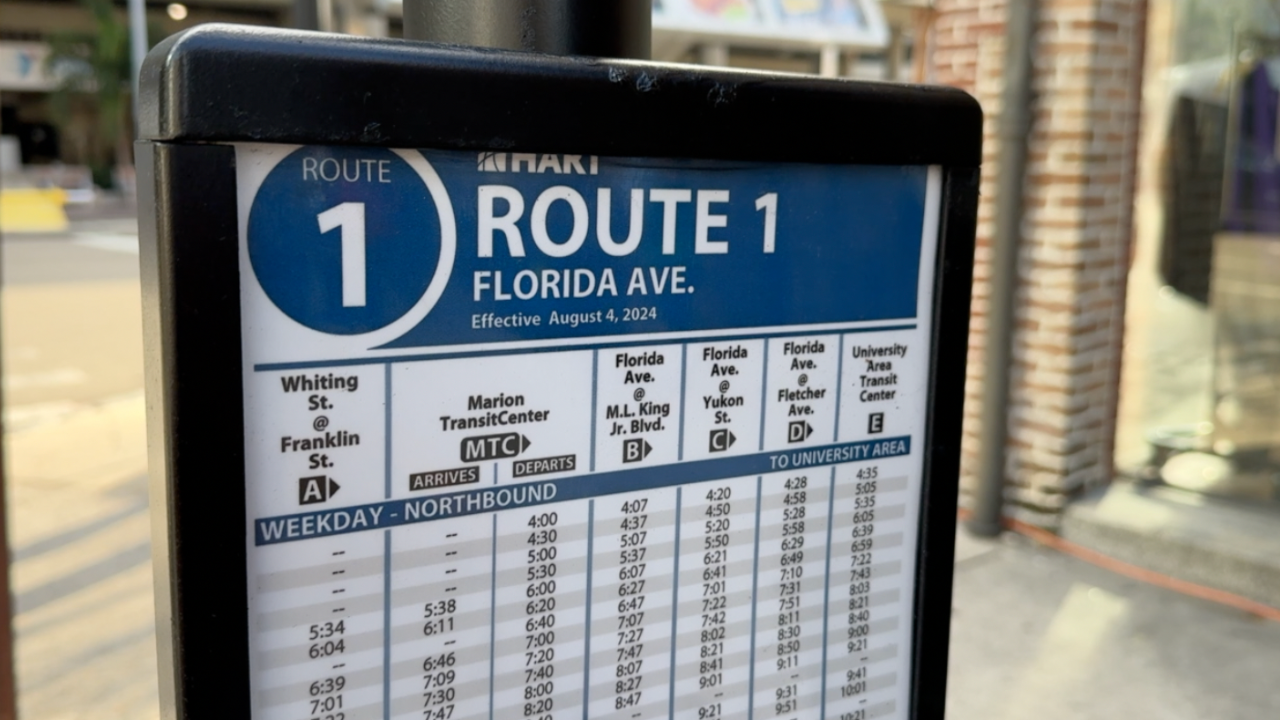 ROUTE
1
HART
ROUTE 1
FLORIDA AVE.
Effective August 4, 2024
Whiting
St.
@
Franklin
St.
A
Marion
TransitCenter
MTC
ARRIVES DEPARTS
Florida
Ave.
@
M.L. King
Jr. Blvd.
B
Florida
Ave.
@
Yukon
St.
C
Florida
Ave.
@
Fletcher
Ave.
D
University
Area
Transit
Center
E
WEEKDAY - NORTHBOUND TO UNIVERSITY AREA
-- -- 4:00 4:07 4:20 4:28 4:35
-- -- 4:30 4:37 4:50 4:58 5:05
-- -- 5:00 5:07 5:20 5:28 5:35
-- -- 5:30 5:37 5:50 5:58 6:05
5:34 5:38 6:00 6:07 6:21 6:29 6:39
6:04 6:11 6:20 6:27 6:41 6:49 6:59
-- -- 6:40 6:47 7:01 7:10 7:22
6:39 6:46 7:00 7:07 7:22 7:31 7:43
7:01 7:09 7:20 7:27 7:42 7:51 8:03
7:30 7:40 7:47 8:02 8:11 8:21
7:47 8:00 8:07 8:21 8:30 8:40
8:20 8:27 8:41 8:50 9:00
8:47 9:01 9:11 9:21
-- -- --
9:21 9:31 9:41
9:51 10:01